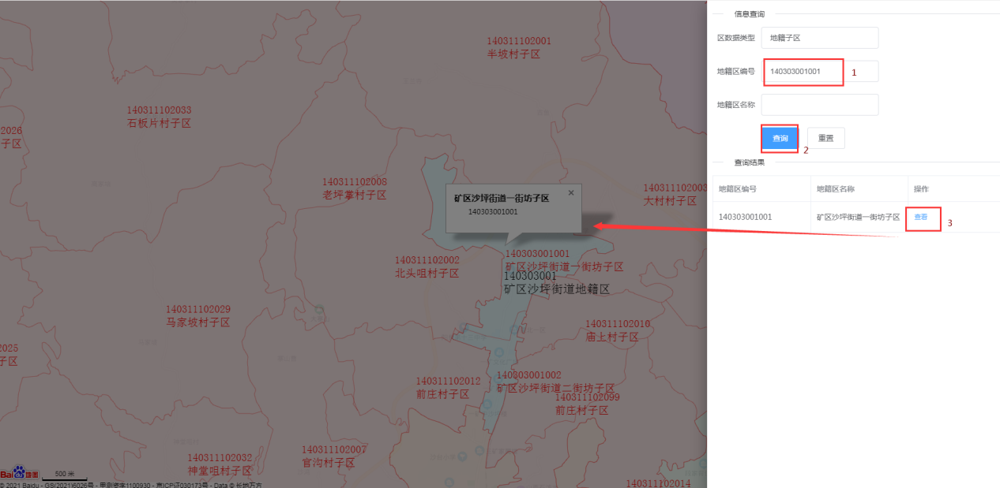 140311102001
半坡村子区
140311102033
石板片村子区
2026
子区
140311102008
老坪掌村子区
140311102003
大村村子区
矿区沙坪街道一街坊子区
×
140303001001
140303001001
矿区沙坪街道一街坊子区
140303001
矿区沙坪街道地籍区
140311102002
北头咀村子区
140311102029
马家坡村子区
140311102010
庙上村子区
2025
子区
140303001002
矿区沙坪街道二街坊子区
140311102012
前庄村子区
140311102099
前庄村子区
140311102007
官沟村子区
140311102032
神堂咀村子区
140311102014
Bai du 地图
500 米
© 2021 Baidu - GS(2021)6026号 - 甲测资字1100930 - 京ICP证030173号 - Data © 长地万方
信息查询
区数据类型 地籍子区
地籍区编号 140303001001 1
地籍区名称
查询 重置
2
查询结果
地籍区编号 地籍区名称 操作
140303001001 矿区沙坪街道一街坊子区 查看
3